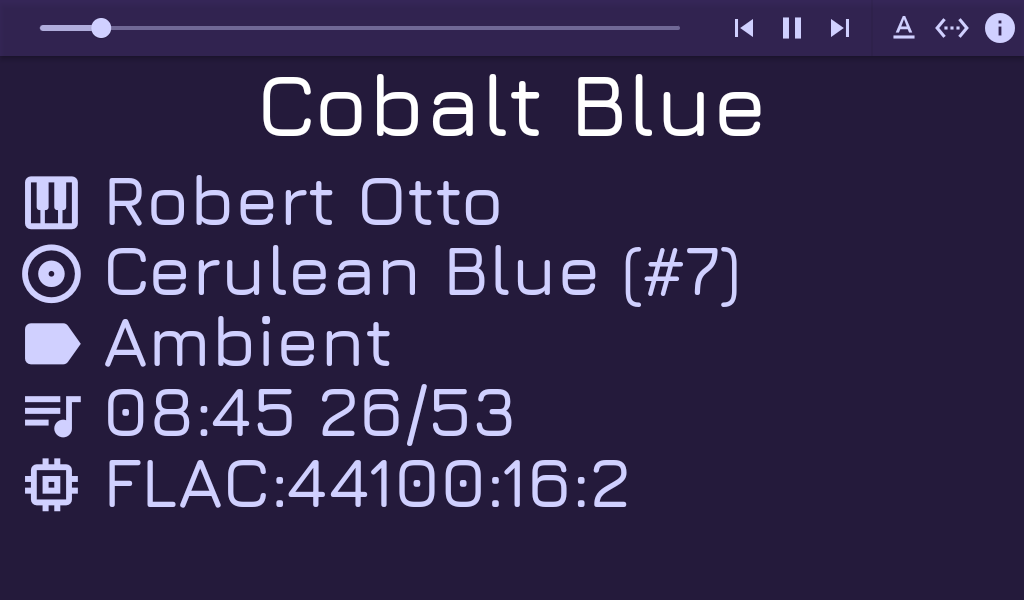 Cobalt Blue
Robert Otto
Cerulean Blue (#7)
Ambient
08:45 26/53
FLAC:44100:16:2